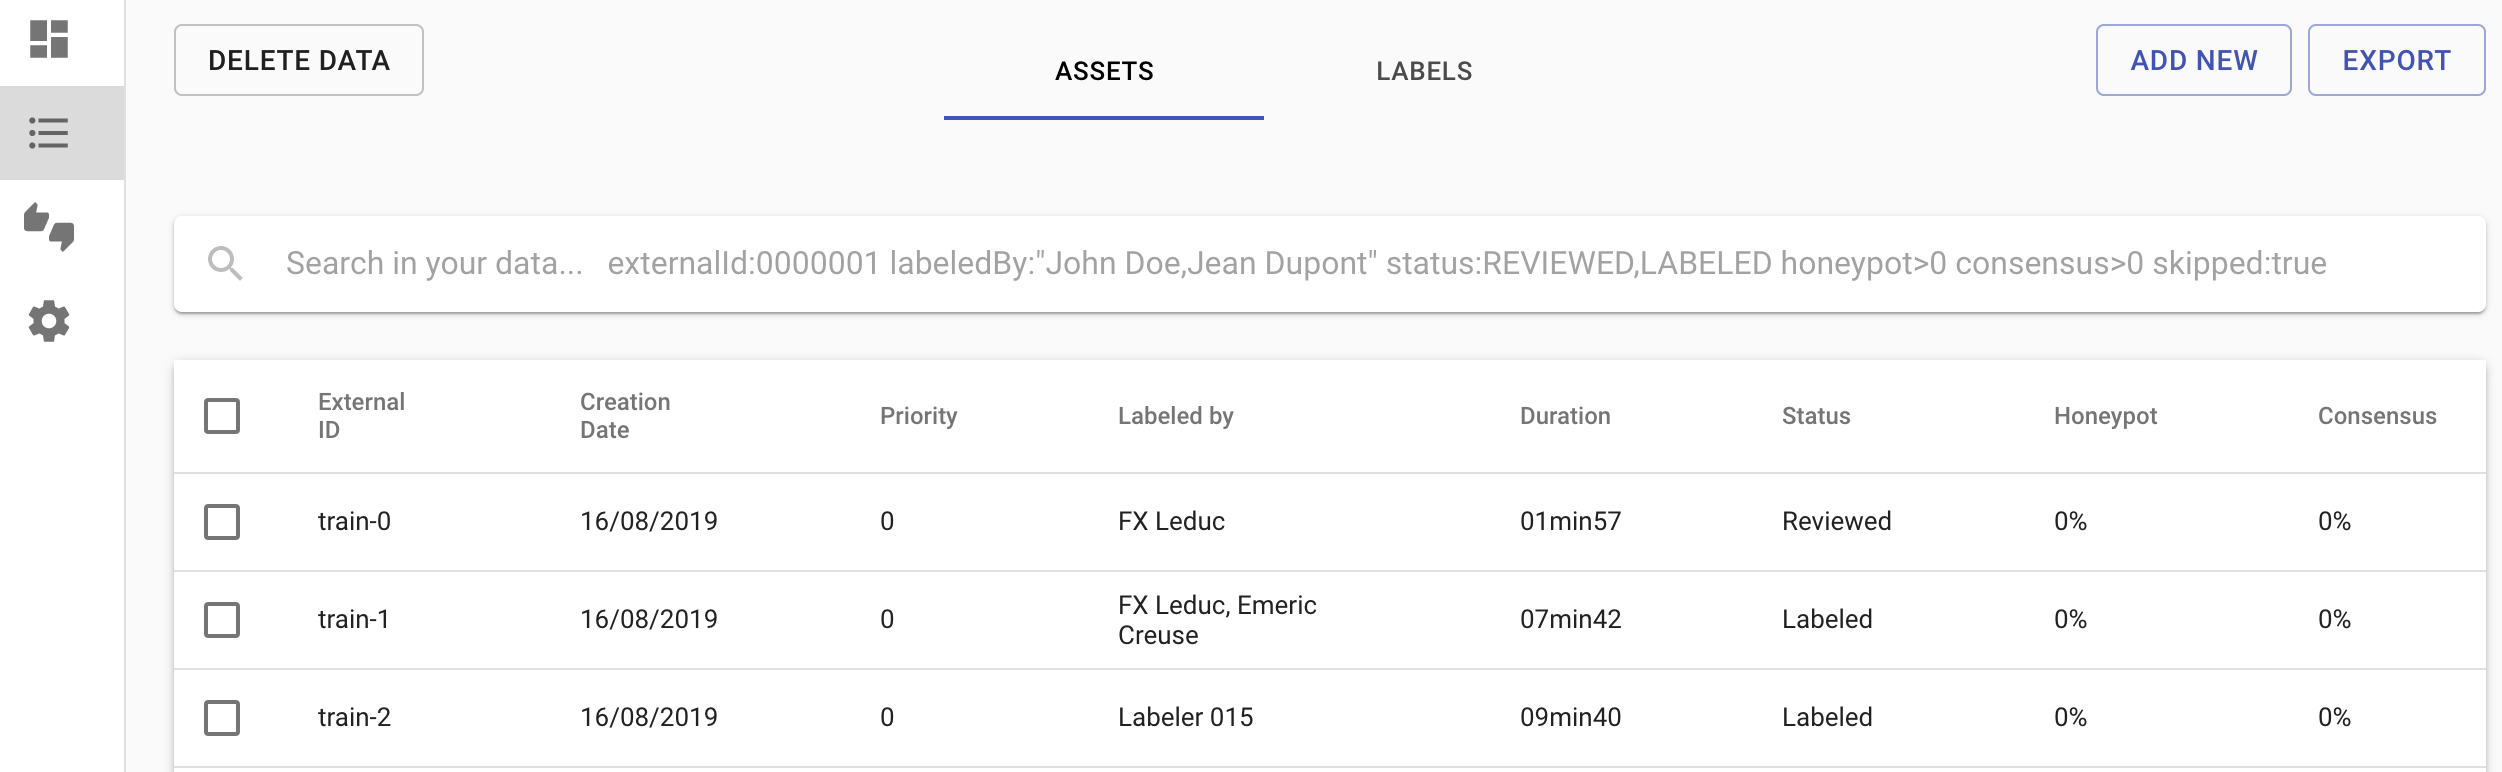 DELETE DATA
ASSETS
LABELS
ADD NEW
EXPORT
Search in your data... externalId:0000001 labeledBy:"John Doe,Jean Dupont" status:REVIEWED,LABELED honeypot>0 consensus>0 skipped:true
External
ID
Creation
Date
Priority
Labeled by
Duration
Status
Honeypot
Consensus
train-0 16/08/2019 0 FX Leduc 01min57 Reviewed 0% 0%
train-1 16/08/2019 0 FX Leduc, Emeric
Creuse
07min42 Labeled 0% 0%
train-2 16/08/2019 0 Labeler 015 09min40 Labeled 0% 0%